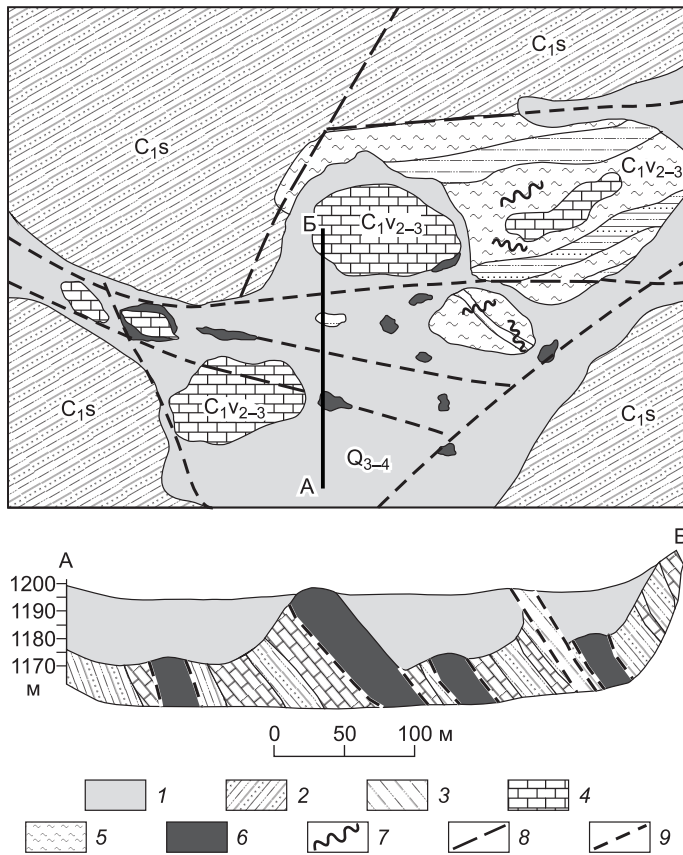 C₁s
C₁s
C₁v₂₋₃
Б
C₁v₂₋₃
C₁v₂₋₃
C₁s
C₁s
Q₃₋₄
А
А
Б
1200
1190
1180
1170
м
0 50 100 м
1 2 3 4
5 6 7 8 9